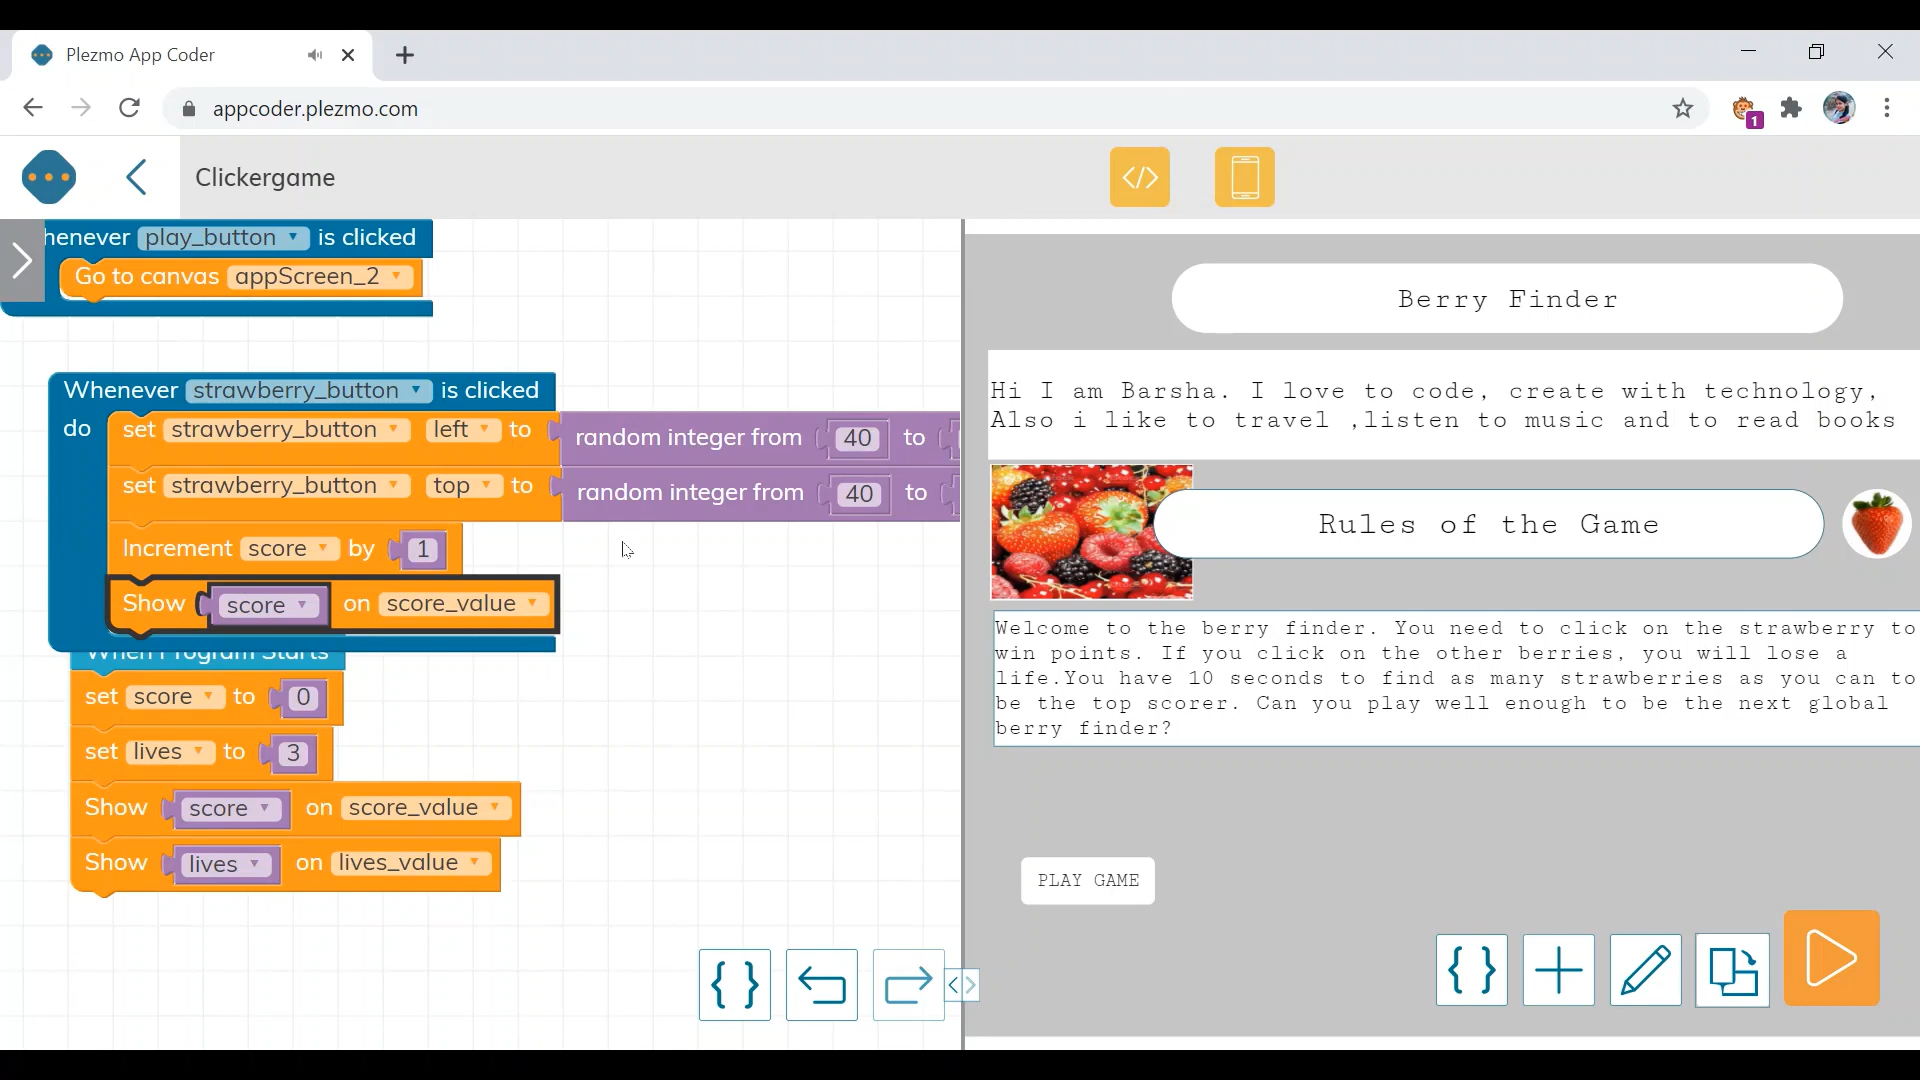 Plezmo App Coder
appcoder.plezmo.com
1
Clickergame
</>
henever play_button is clicked
Go to canvas appScreen_2
Whenever strawberry_button is clicked
do set strawberry_button left to random integer from 40 to
set strawberry_button top to random integer from 40 to
Increment score by 1
Show score on score_value
When Program Starts
set score to 0
set lives to 3
Show score on score_value
Show lives on lives_value
{ }
< >
Berry Finder
Hi I am Barsha. I love to code, create with technology,
Also i like to travel ,listen to music and to read books
Rules of the Game
Welcome to the berry finder. You need to click on the strawberry to
win points. If you click on the other berries, you will lose a
life.You have 10 seconds to find as many strawberries as you can to
be the top scorer. Can you play well enough to be the next global
berry finder?
PLAY GAME
{ }